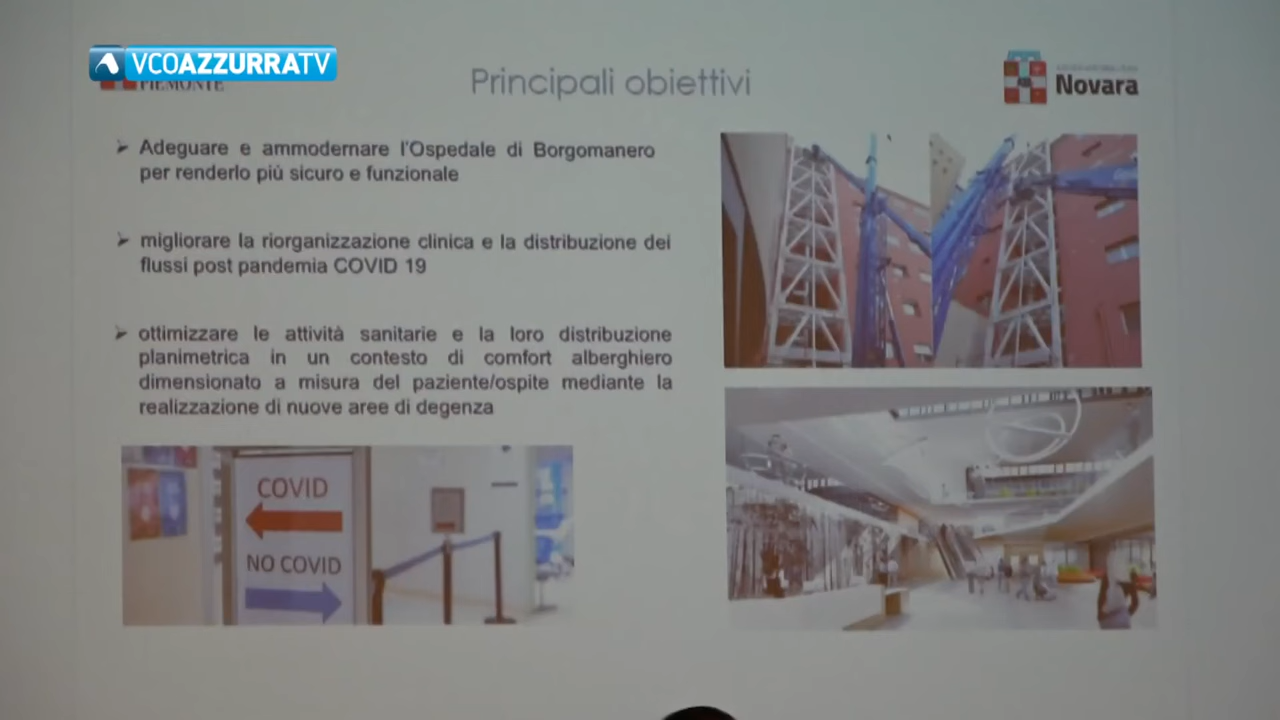 VCOAZZURRATV
PIEMONTE
Principali obiettivi
Novara
Adeguare e ammodernare l'Ospedale di Borgomanero
per renderlo più sicuro e funzionale
migliorare la riorganizzazione clinica e la distribuzione dei
flussi post pandemia COVID 19
ottimizzare le attività sanitarie e la loro distribuzione
planimetrica in un contesto di comfort alberghiero
dimensionato a misura del paziente/ospite mediante la
realizzazione di nuove aree di degenza
COVID
NO COVID